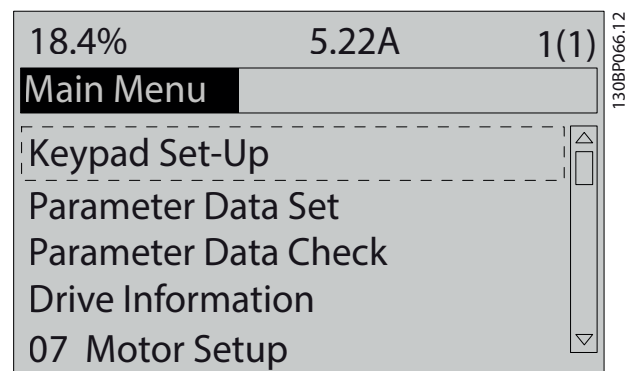 18.4% 5.22A 1(1)
Main Menu
Keypad Set-Up
Parameter Data Set
Parameter Data Check
Drive Information
07 Motor Setup
130BP066.12